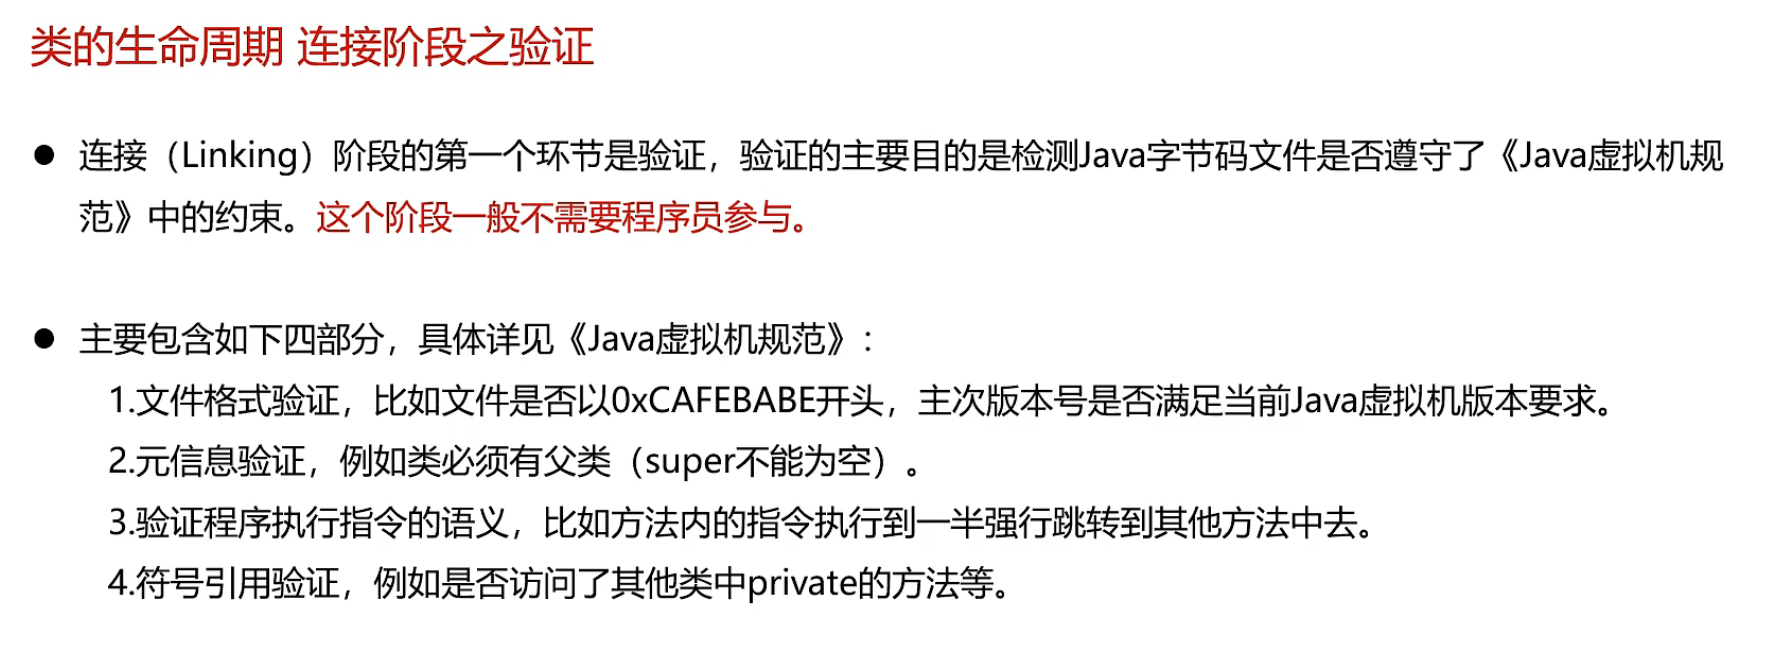 类的生命周期 连接阶段之验证
● 连接（Linking）阶段的第一个环节是验证，验证的主要目的是检测Java字节码文件是否遵守了《Java虚拟机规
范》中的约束。这个阶段一般不需要程序员参与。
● 主要包含如下四部分，具体详见《Java虚拟机规范》：
1.文件格式验证，比如文件是否以0xCAFEBABE开头，主次版本号是否满足当前Java虚拟机版本要求。
2.元信息验证，例如类必须有父类（super不能为空）。
3.验证程序执行指令的语义，比如方法内的指令执行到一半强行跳转到其他方法中去。
4.符号引用验证，例如是否访问了其他类中private的方法等。